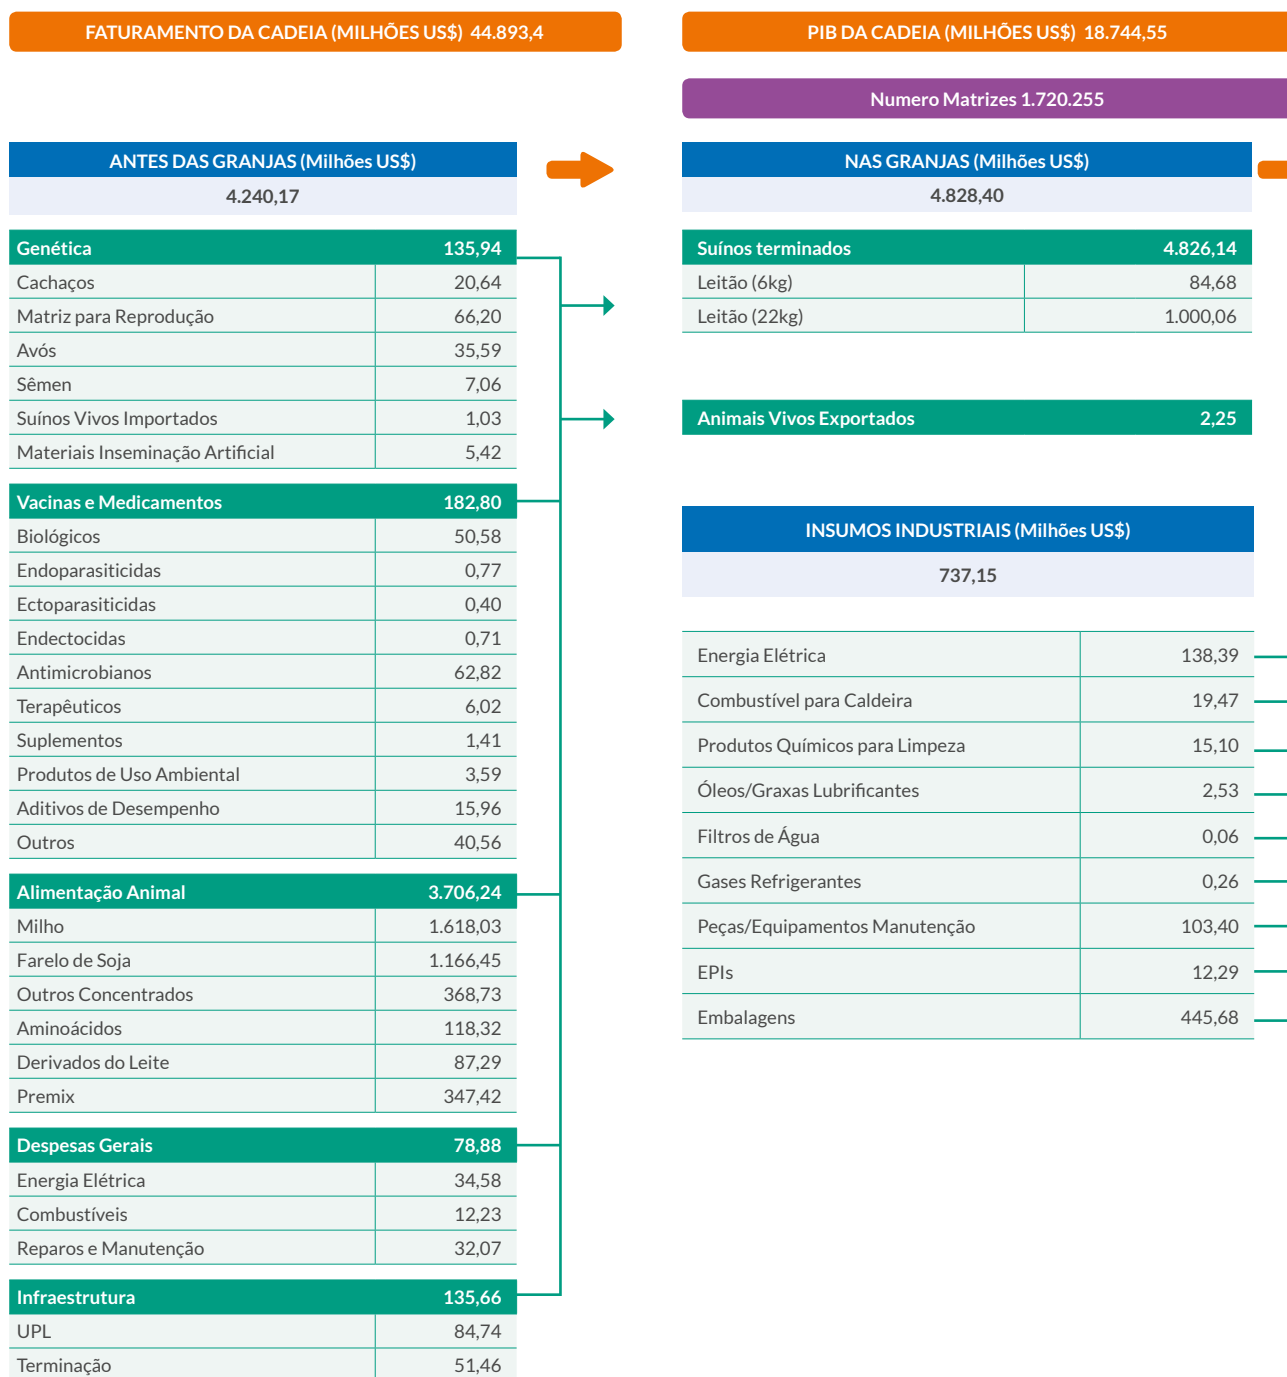 FATURAMENTO DA CADEIA (MILHÕES US$) 44.893,4
PIB DA CADEIA (MILHÕES US$) 18.744,55
Numero Matrizes 1.720.255
ANTES DAS GRANJAS (Milhões US$)
4.240,17
Genética 135,94
Cachaços 20,64
Matriz para Reprodução 66,20
Avós 35,59
Sêmen 7,06
Suínos Vivos Importados 1,03
Materiais Inseminação Artificial 5,42
Vacinas e Medicamentos 182,80
Biológicos 50,58
Endoparasiticidas 0,77
Ectoparasiticidas 0,40
Endectocidas 0,71
Antimicrobianos 62,82
Terapêuticos 6,02
Suplementos 1,41
Produtos de Uso Ambiental 3,59
Aditivos de Desempenho 15,96
Outros 40,56
Alimentação Animal 3.706,24
Milho 1.618,03
Farelo de Soja 1.166,45
Outros Concentrados 368,73
Aminoácidos 118,32
Derivados do Leite 87,29
Premix 347,42
Despesas Gerais 78,88
Energia Elétrica 34,58
Combustíveis 12,23
Reparos e Manutenção 32,07
Infraestrutura 135,66
UPL 84,74
Terminação 51,46
NAS GRANJAS (Milhões US$)
4.828,40
Suínos terminados 4.826,14
Leitão (6kg) 84,68
Leitão (22kg) 1.000,06
Animais Vivos Exportados 2,25
INSUMOS INDUSTRIAIS (Milhões US$)
737,15
Energia Elétrica 138,39
Combustível para Caldeira 19,47
Produtos Químicos para Limpeza 15,10
Óleos/Graxas Lubrificantes 2,53
Filtros de Água 0,06
Gases Refrigerantes 0,26
Peças/Equipamentos Manutenção 103,40
EPIs 12,29
Embalagens 445,68